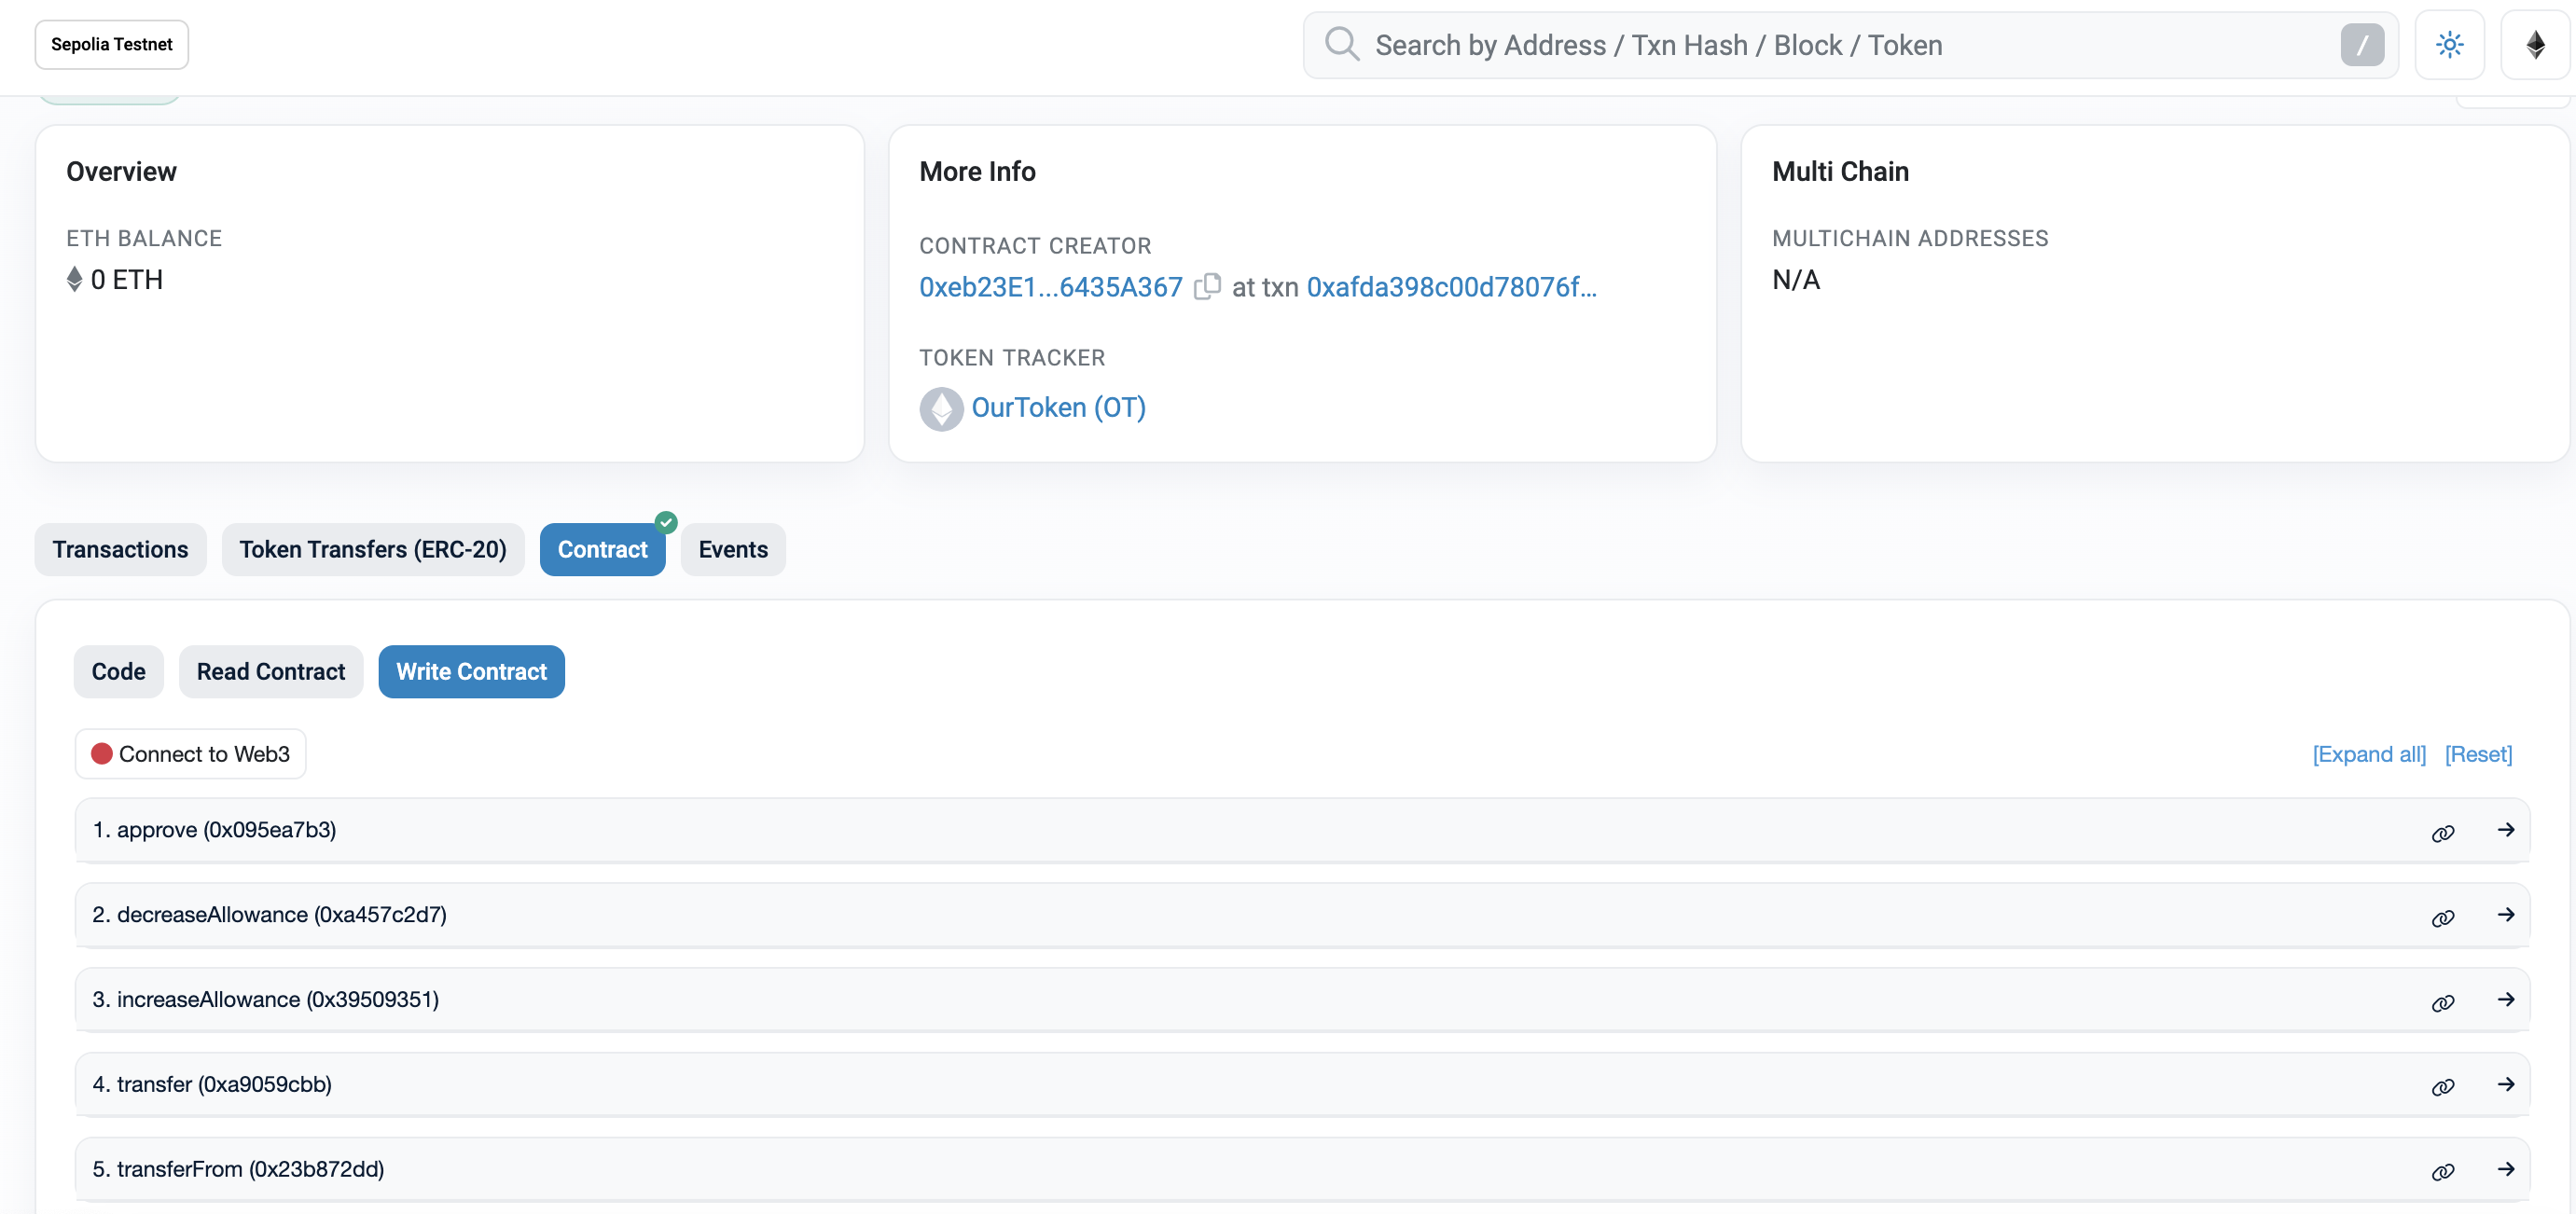 Sepolia Testnet
Search by Address / Txn Hash / Block / Token
/
Overview
ETH BALANCE
0 ETH
More Info
CONTRACT CREATOR
0xeb23E1...6435A367 at txn 0xafda398c00d78076f...
TOKEN TRACKER
OurToken (OT)
Multi Chain
MULTICHAIN ADDRESSES
N/A
Transactions
Token Transfers (ERC-20)
Contract
Events
Code
Read Contract
Write Contract
Connect to Web3
[Expand all] [Reset]
1. approve (0x095ea7b3)
2. decreaseAllowance (0xa457c2d7)
3. increaseAllowance (0x39509351)
4. transfer (0xa9059cbb)
5. transferFrom (0x23b872dd)